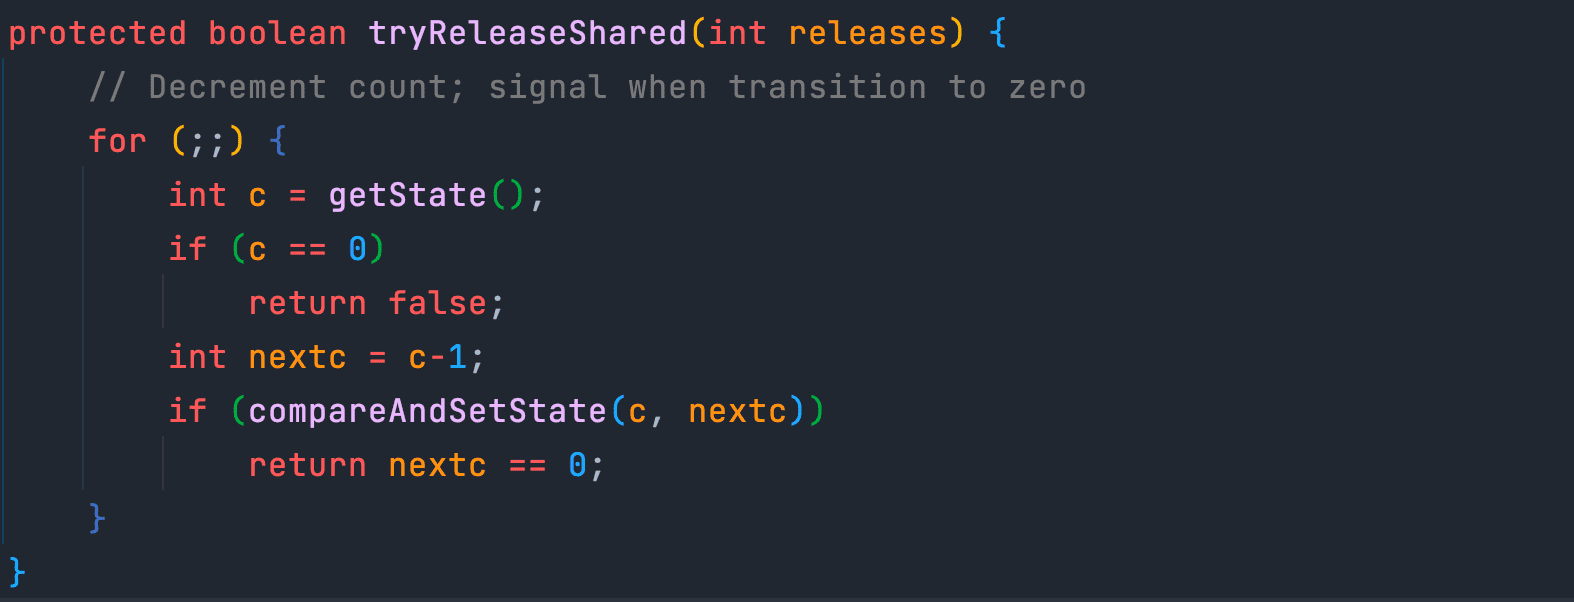 protected boolean tryReleaseShared(int releases) {
    // Decrement count; signal when transition to zero
    for (;;) {
        int c = getState();
        if (c == 0)
            return false;
        int nextc = c-1;
        if (compareAndSetState(c, nextc))
            return nextc == 0;
    }
}